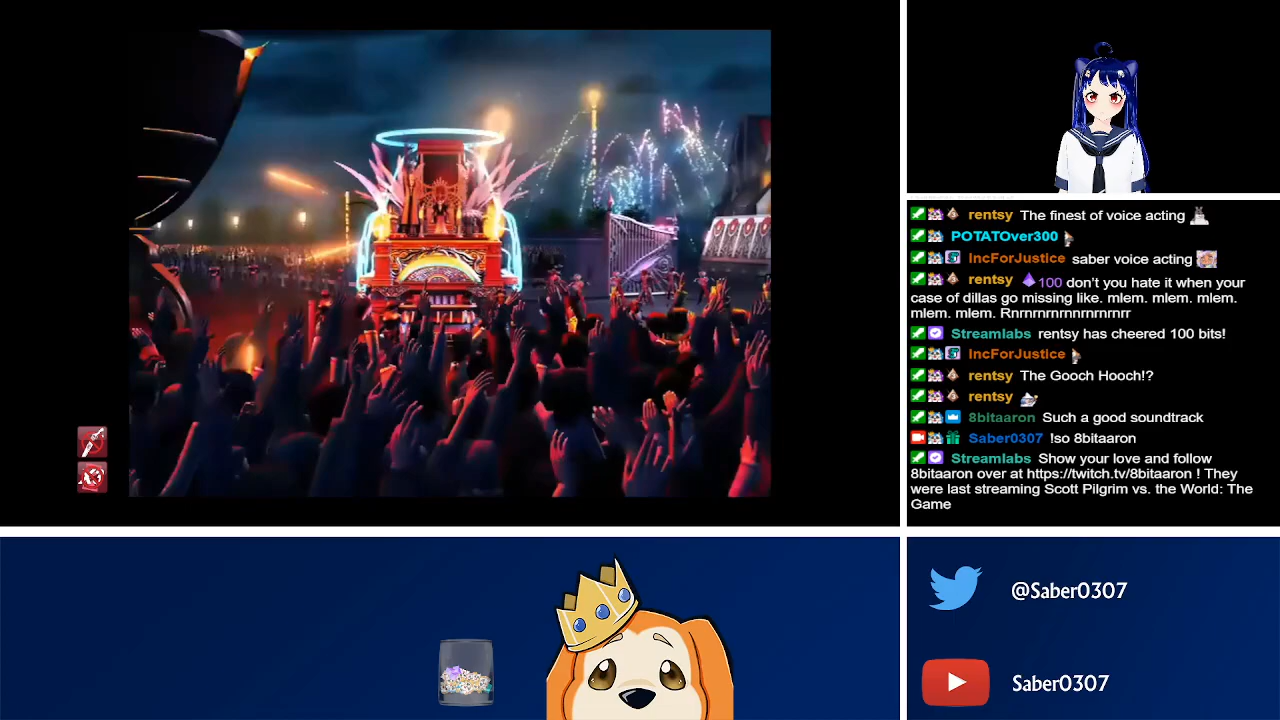 rentsy The finest of voice acting
POTATOver300
IncForJustice saber voice acting
rentsy 100 don't you hate it when your
case of dillas go missing like. mlem. mlem. mlem.
mlem. mlem. Rnrnrnrnrnrnrnrnr
Streamlabs rentsy has cheered 100 bits!
IncForJustice
rentsy The Gooch Hooch!?
rentsy
8bitaaron Such a good soundtrack
Saber0307 !so 8bitaaron
Streamlabs Show your love and follow
8bitaaron over at https://twitch.tv/8bitaaron ! They
were last streaming Scott Pilgrim vs. the World: The
Game
@Saber0307
Saber0307